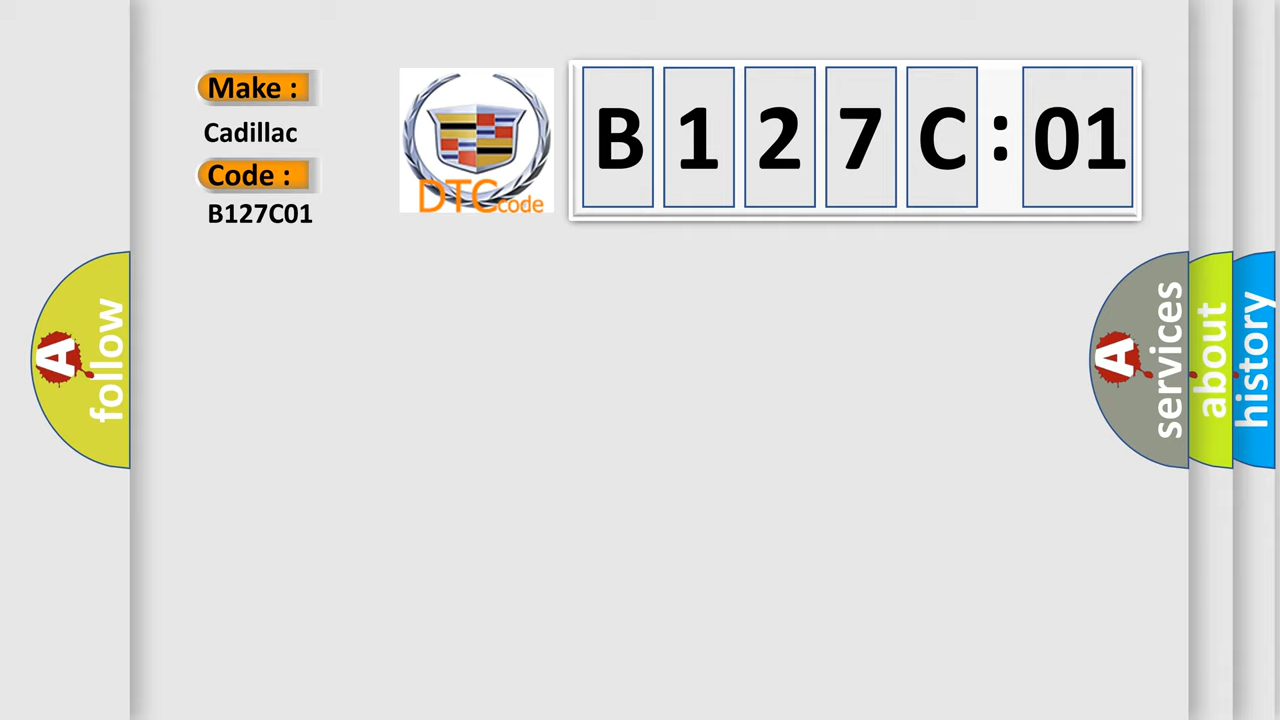 Make :
Cadillac
Code :
B127C01
DTCcode
B 1 2 7 C : 01
A follow
A services
about
history